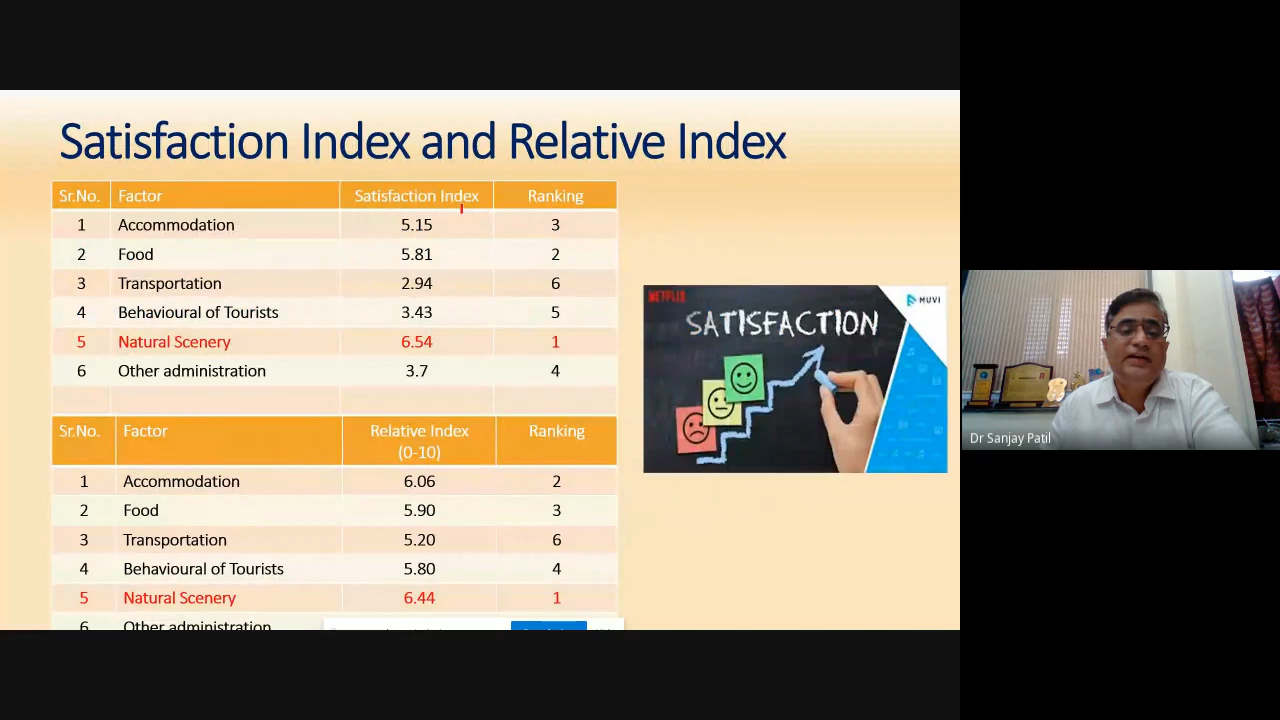 Satisfaction Index and Relative Index
Sr.No. Factor Satisfaction Index Ranking
1 Accommodation 5.15 3
2 Food 5.81 2
3 Transportation 2.94 6
4 Behavioural of Tourists 3.43 5
5 Natural Scenery 6.54 1
6 Other administration 3.7 4
Sr.No. Factor Relative Index Ranking
(0-10)
1 Accommodation 6.06 2
2 Food 5.90 3
3 Transportation 5.20 6
4 Behavioural of Tourists 5.80 4
5 Natural Scenery 6.44 1
6 Other administration
NETFLIX
MUVI
SATISFACTION
Dr Sanjay Patil